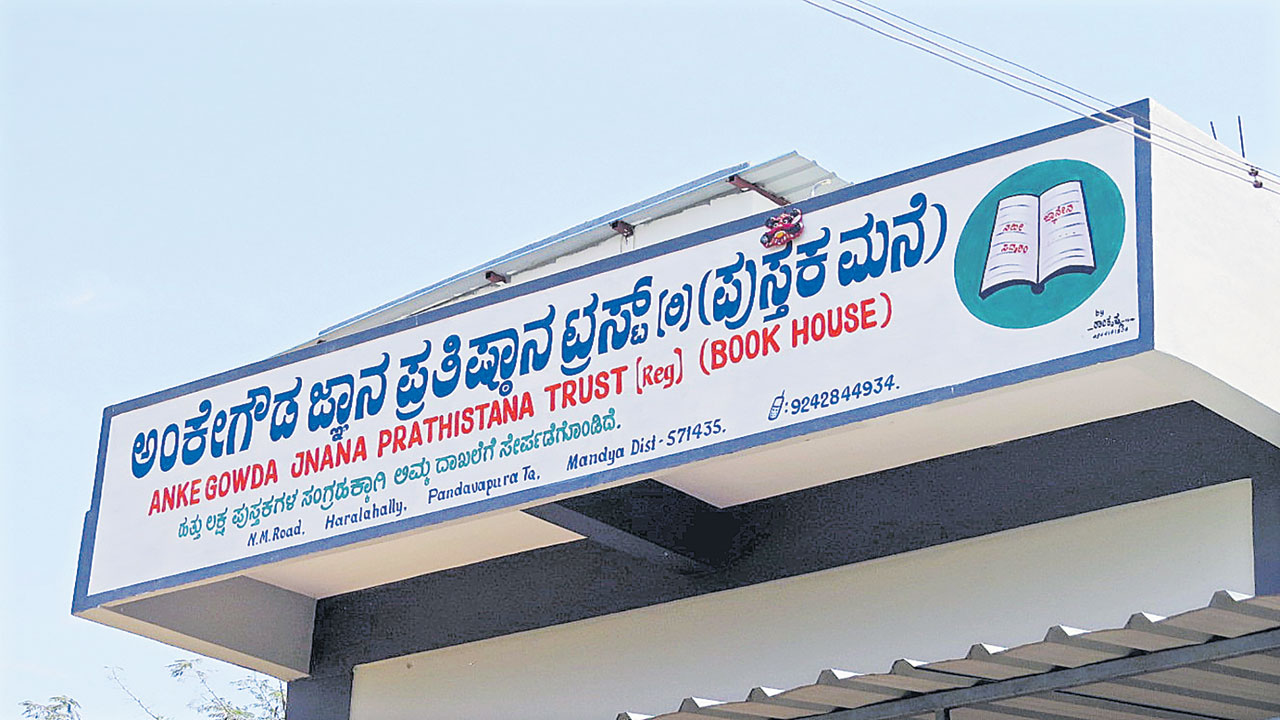 ಅಂಕೇಗೌಡ ಜ್ಞಾನ ಪ್ರತಿಷ್ಠಾನ ಟ್ರಸ್ಟ್ [ರಿ] (ಪುಸ್ತಕ ಮನೆ)
ANKE GOWDA JNANA PRATHISTANA TRUST [Reg] (BOOK HOUSE)
ಹತ್ತು ಲಕ್ಷ ಪುಸ್ತಕಗಳ ಸಂಗ್ರಹಕ್ಕಾಗಿ ಲಿಮ್ಕ ದಾಖಲೆಗೆ ಸೇರ್ಪಡೆಗೊಂಡಿದೆ.
N.M.Road, Haralahally, Pandavapura Ta, Mandya Dist-571435.
:9242844934.
by